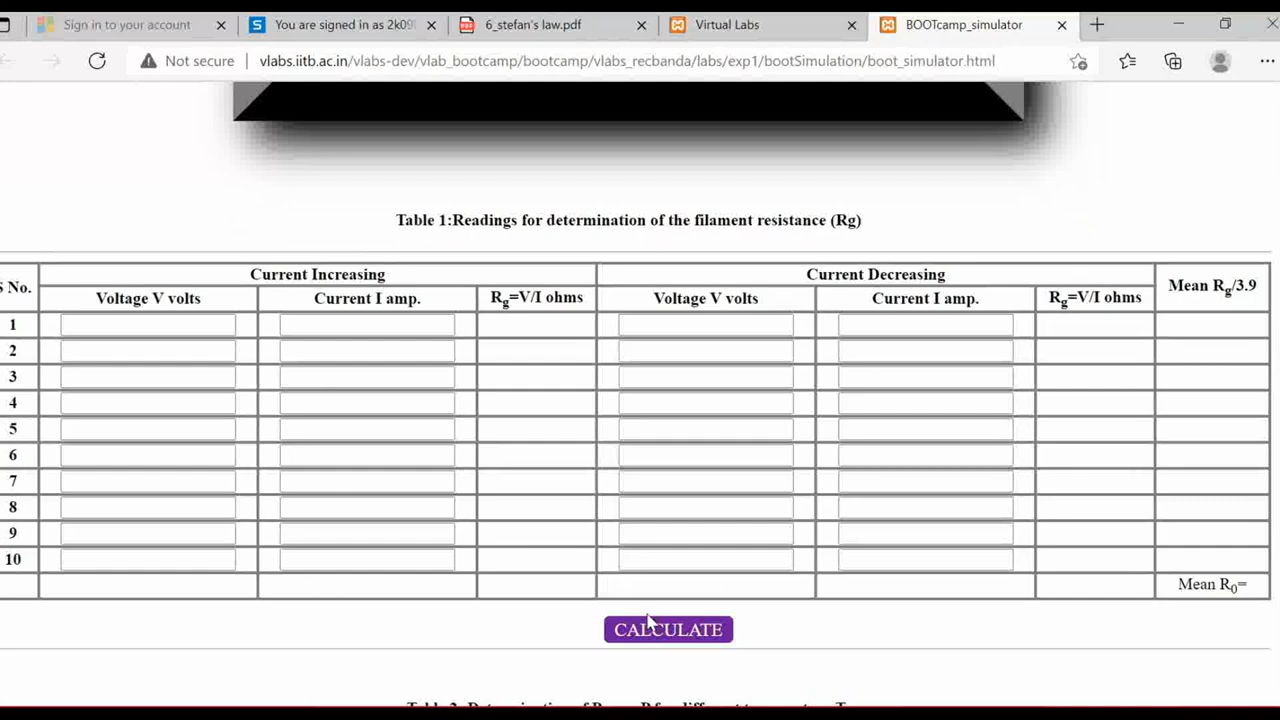 Sign in to your account
You are signed in as 2k09
6_stefan's law.pdf
Virtual Labs
BOOTcamp_simulator
Not secure
vlabs.iitb.ac.in/vlabs-dev/vlab_bootcamp/bootcamp/vlabs_recbanda/labs/exp1/bootSimulation/boot_simulator.html
Table 1:Readings for determination of the filament resistance (Rg)
S No. Current Increasing Current Decreasing Mean Rg/3.9
Voltage V volts Current I amp. Rg=V/I ohms Voltage V volts Current I amp. Rg=V/I ohms
1
2
3
4
5
6
7
8
9
10
Mean R0=
CALCULATE